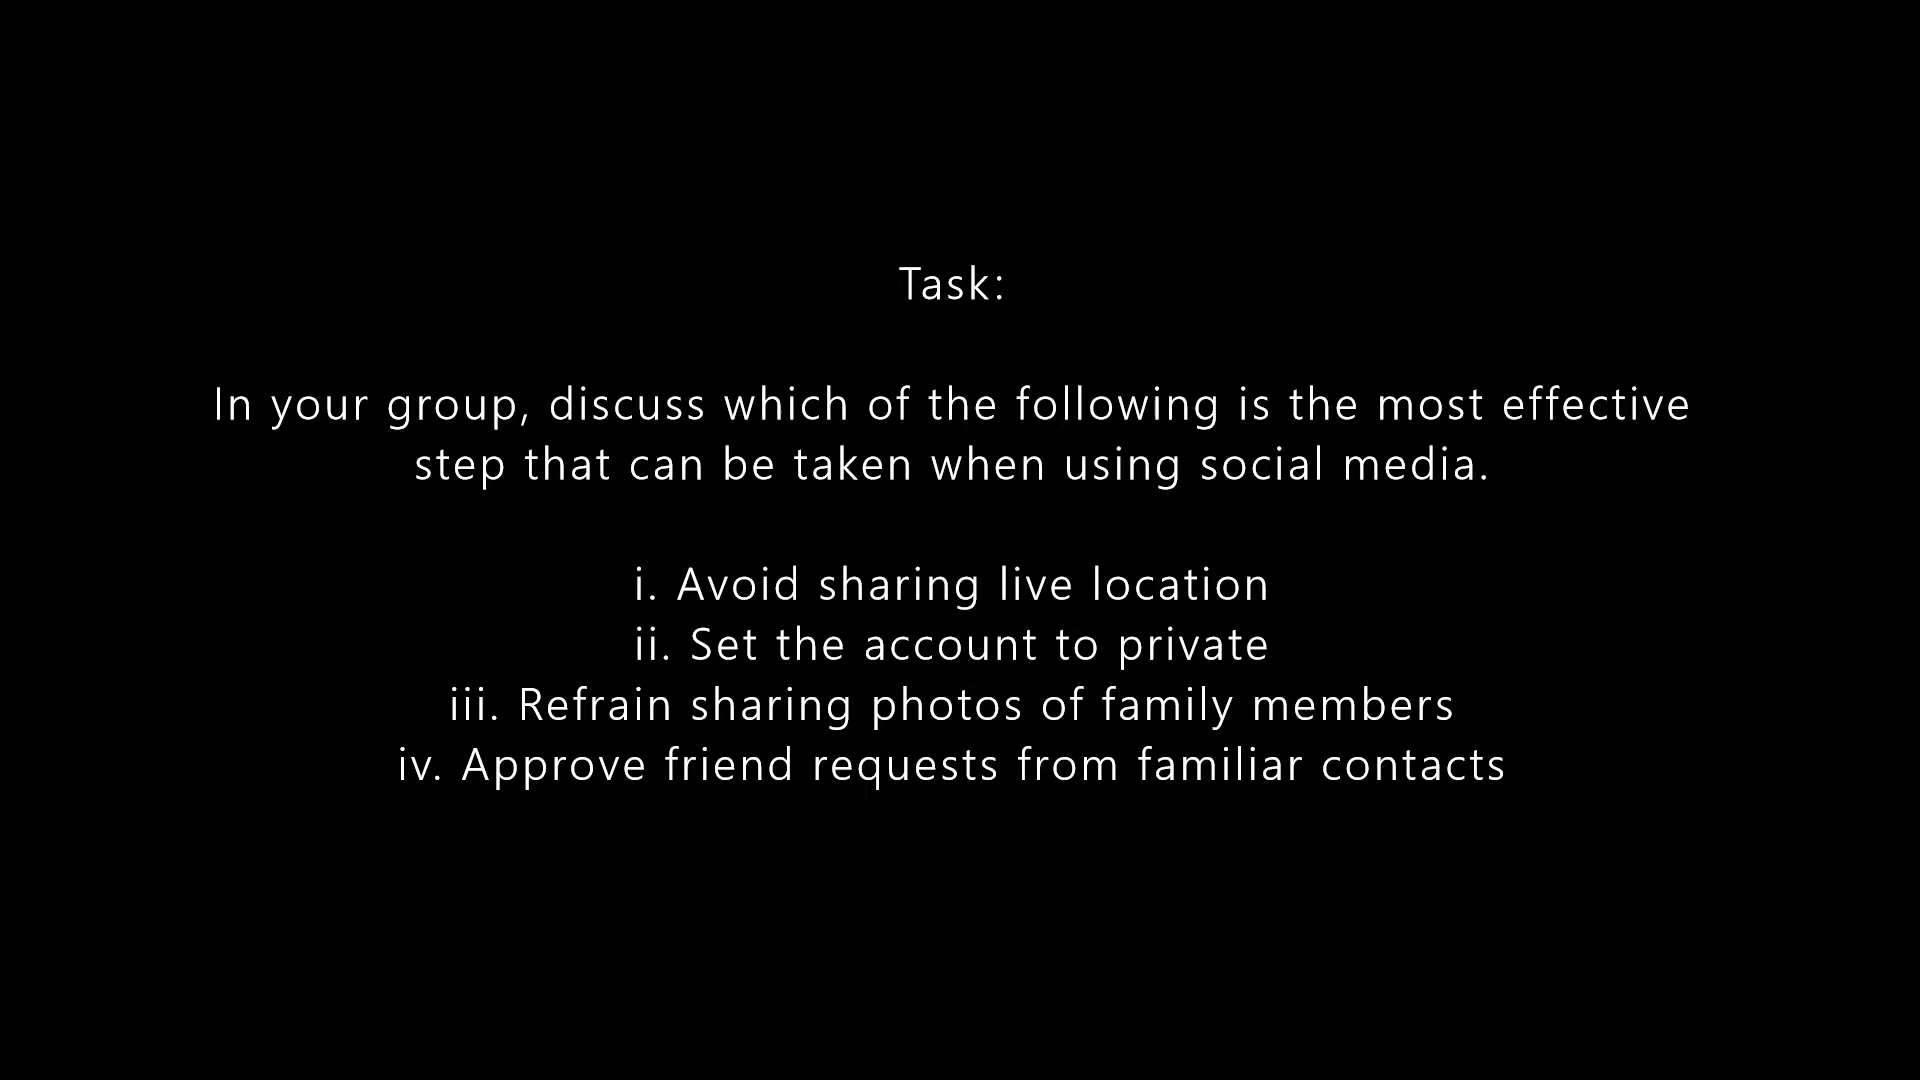 Task:
In your group, discuss which of the following is the most effective
step that can be taken when using social media.
i. Avoid sharing live location
ii. Set the account to private
iii. Refrain sharing photos of family members
iv. Approve friend requests from familiar contacts